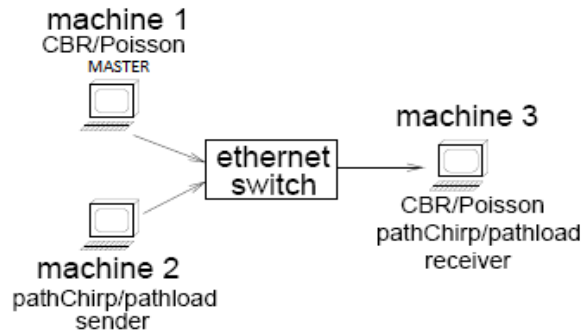 machine 1
CBR/Poisson
MASTER
ethernet
switch
machine 2
pathChirp/pathload
sender
machine 3
CBR/Poisson
pathChirp/pathload
receiver